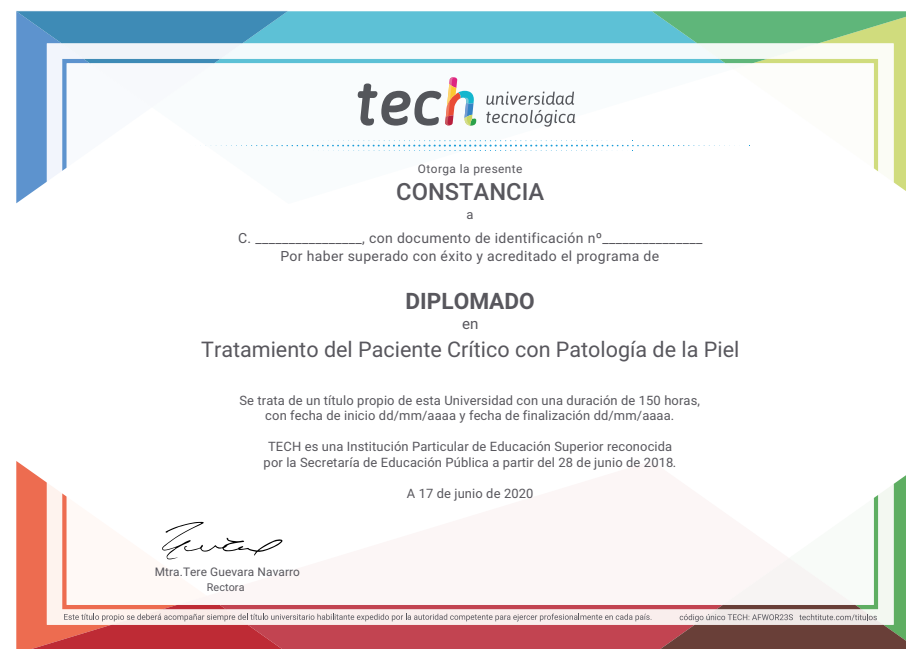 tech universidad
tecnológica
Otorga la presente
CONSTANCIA
a
C. ________________, con documento de identificación nº_______________
Por haber superado con éxito y acreditado el programa de
DIPLOMADO
en
Tratamiento del Paciente Crítico con Patología de la Piel
Se trata de un título propio de esta Universidad con una duración de 150 horas,
con fecha de inicio dd/mm/aaaa y fecha de finalización dd/mm/aaaa.
TECH es una Institución Particular de Educación Superior reconocida
por la Secretaría de Educación Pública a partir del 28 de junio de 2018.
A 17 de junio de 2020
Mtra.Tere Guevara Navarro
Rectora
Este título propio se deberá acompañar siempre del título universitario habilitante expedido por la autoridad competente para ejercer profesionalmente en cada país. código único TECH: AFWOR23S techtitute.com/titulos